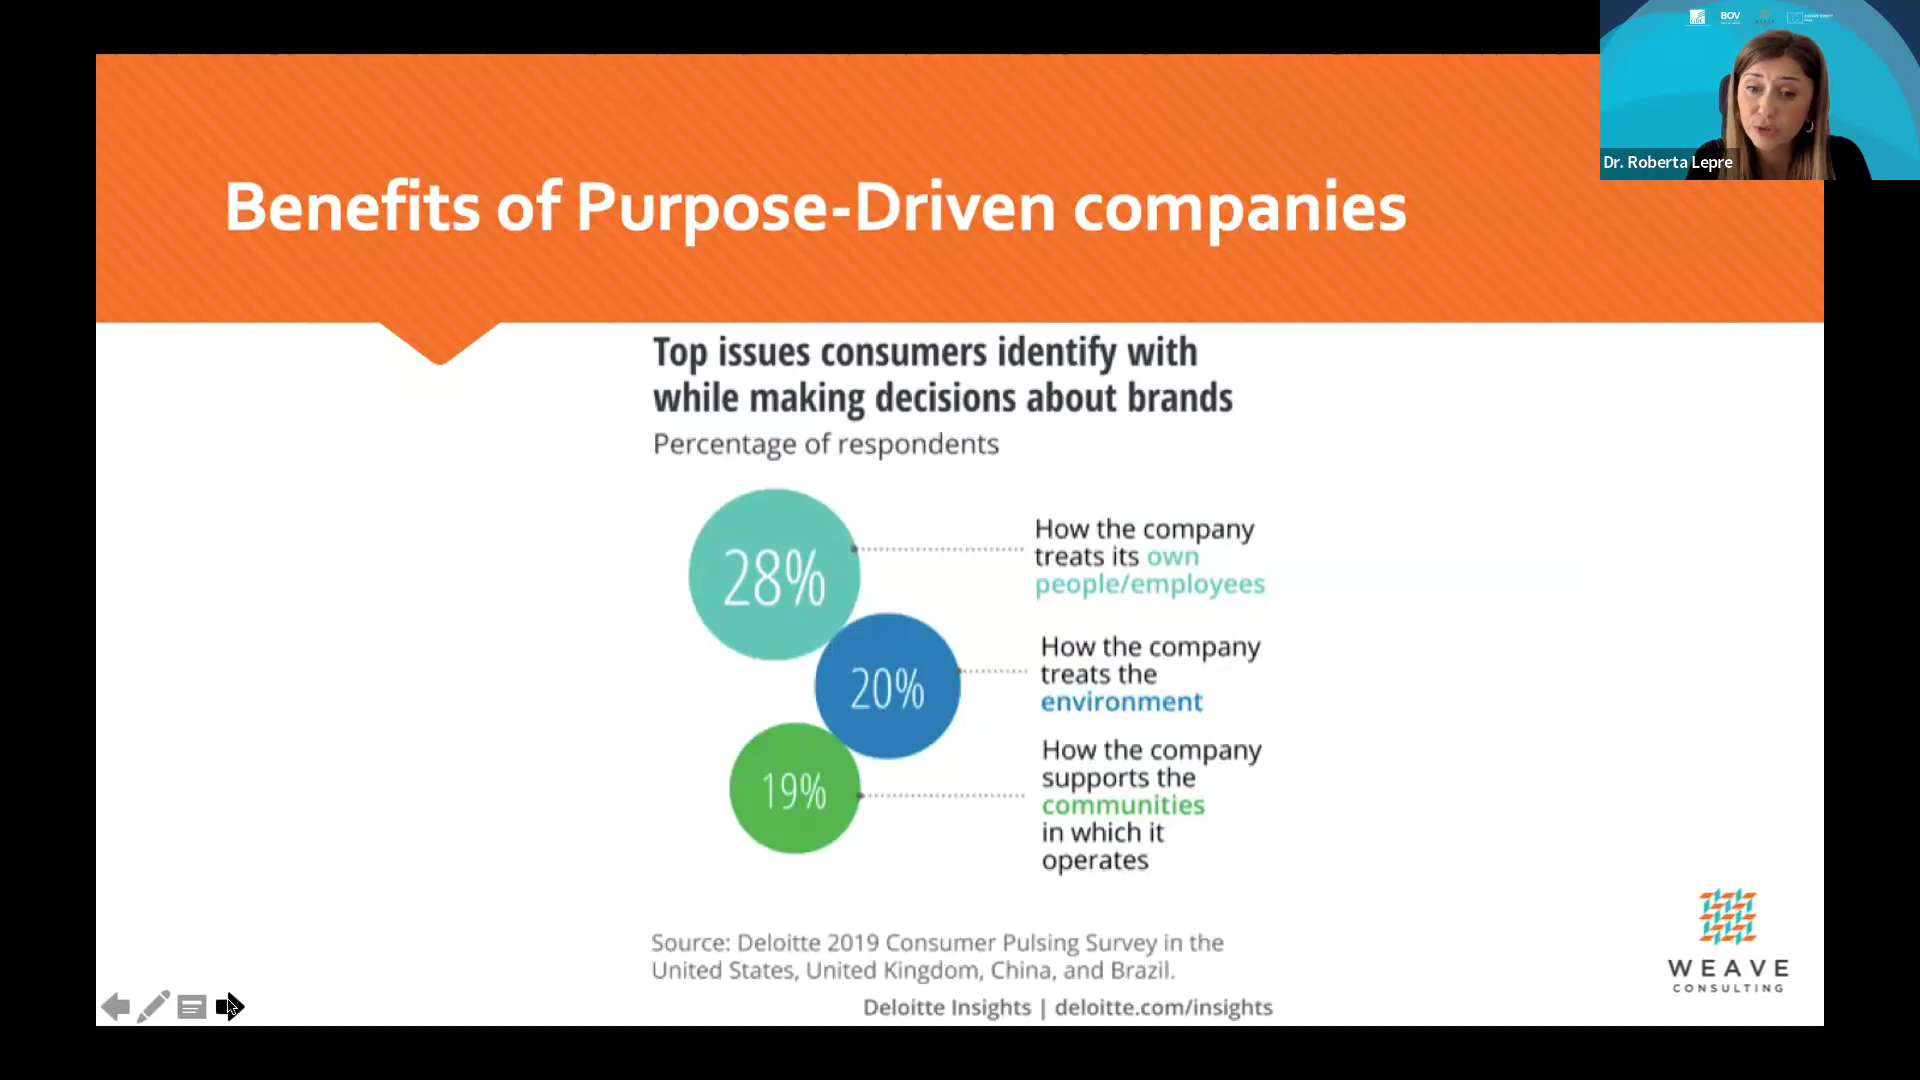 BOV
Dr. Roberta Lepre
Benefits of Purpose-Driven companies
Top issues consumers identify with
while making decisions about brands
Percentage of respondents
28%
How the company
treats its own
people/employees
20%
How the company
treats the
environment
19%
How the company
supports the
communities
in which it
operates
Source: Deloitte 2019 Consumer Pulsing Survey in the
United States, United Kingdom, China, and Brazil.
Deloitte Insights | deloitte.com/insights
WEAVE
CONSULTING